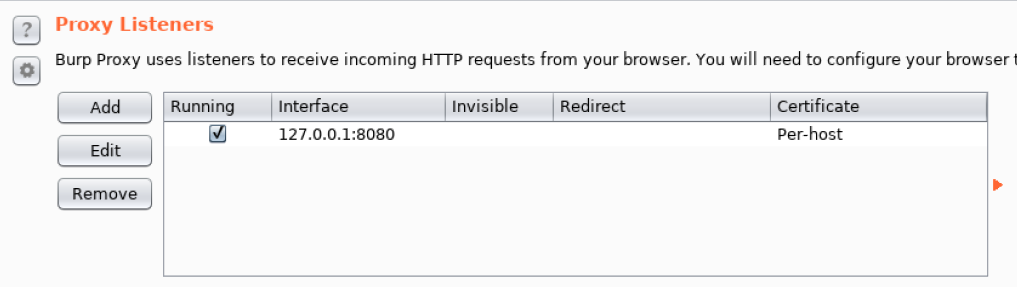 ?
Proxy Listeners
Burp Proxy uses listeners to receive incoming HTTP requests from your browser. You will need to configure your browser
Add
Edit
Remove
Running Interface Invisible Redirect Certificate
127.0.0.1:8080 Per-host